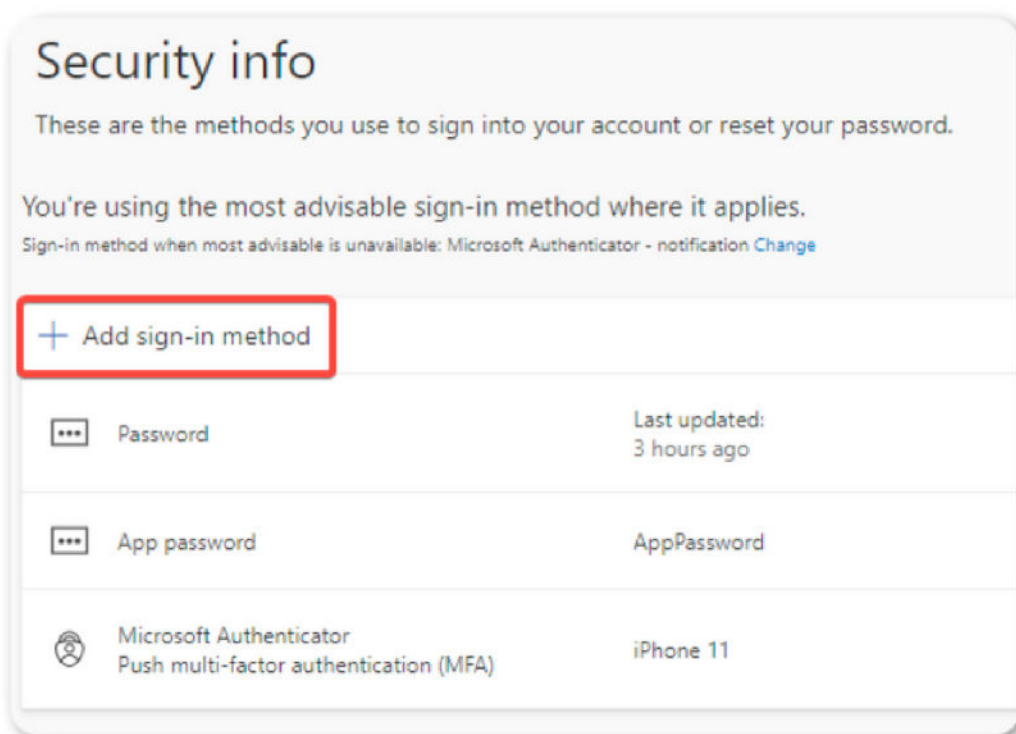 Security info
These are the methods you use to sign into your account or reset your password.
You're using the most advisable sign-in method where it applies.
Sign-in method when most advisable is unavailable: Microsoft Authenticator - notification Change
+ Add sign-in method
Password
Last updated:
3 hours ago
App password
AppPassword
Microsoft Authenticator
Push multi-factor authentication (MFA)
iPhone 11